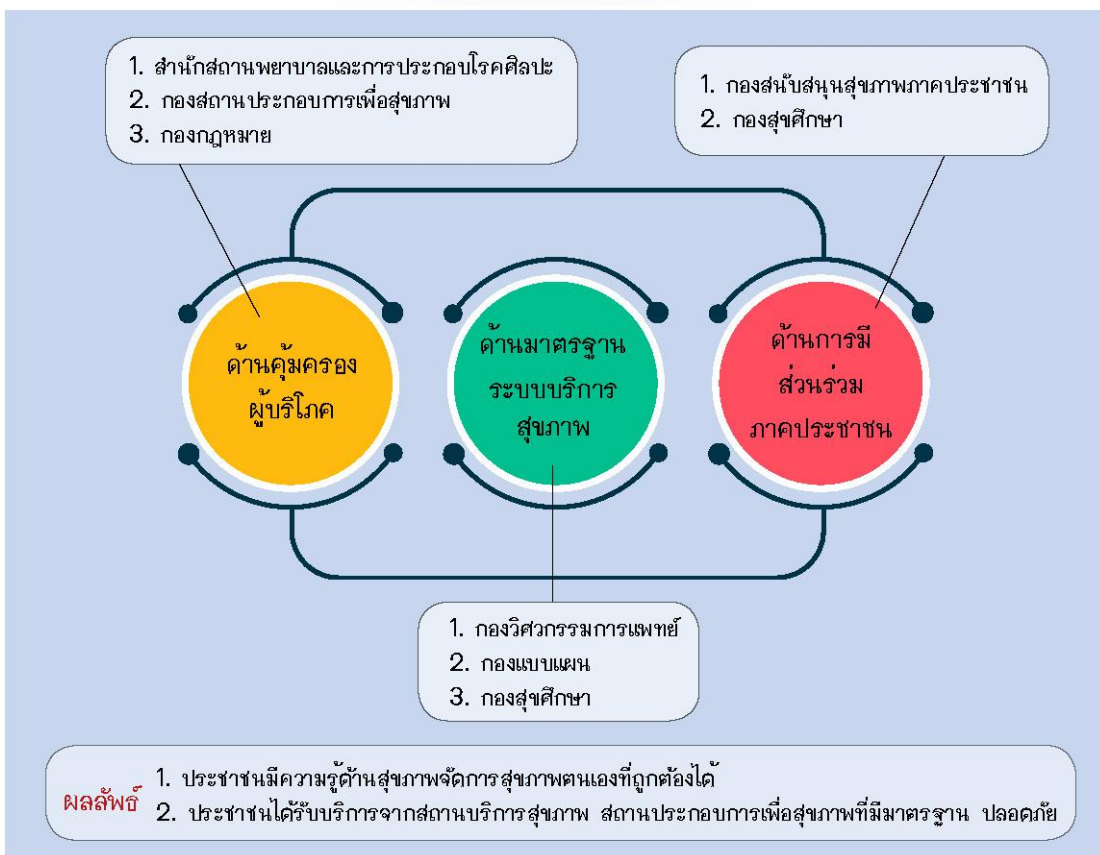 1. สำนักสถานพยาบาลและการประกอบโรคศิลปะ
2. กองสถานประกอบการเพื่อสุขภาพ
3. กองกฎหมาย
1. กองสนับสนุนสุขภาพภาคประชาชน
2. กองสุขศึกษา
ด้านคุ้มครอง
ผู้บริโภค
ด้านมาตรฐาน
ระบบบริการ
สุขภาพ
ด้านการมี
ส่วนร่วม
ภาคประชาชน
1. กองวิศวกรรมการแพทย์
2. กองแบบแผน
3. กองสุขศึกษา
ผลลัพธ์
1. ประชาชนมีความรู้ด้านสุขภาพจัดการสุขภาพตนเองที่ถูกต้องได้
2. ประชาชนได้รับบริการจากสถานบริการสุขภาพ สถานประกอบการเพื่อสุขภาพที่มีมาตรฐาน ปลอดภัย